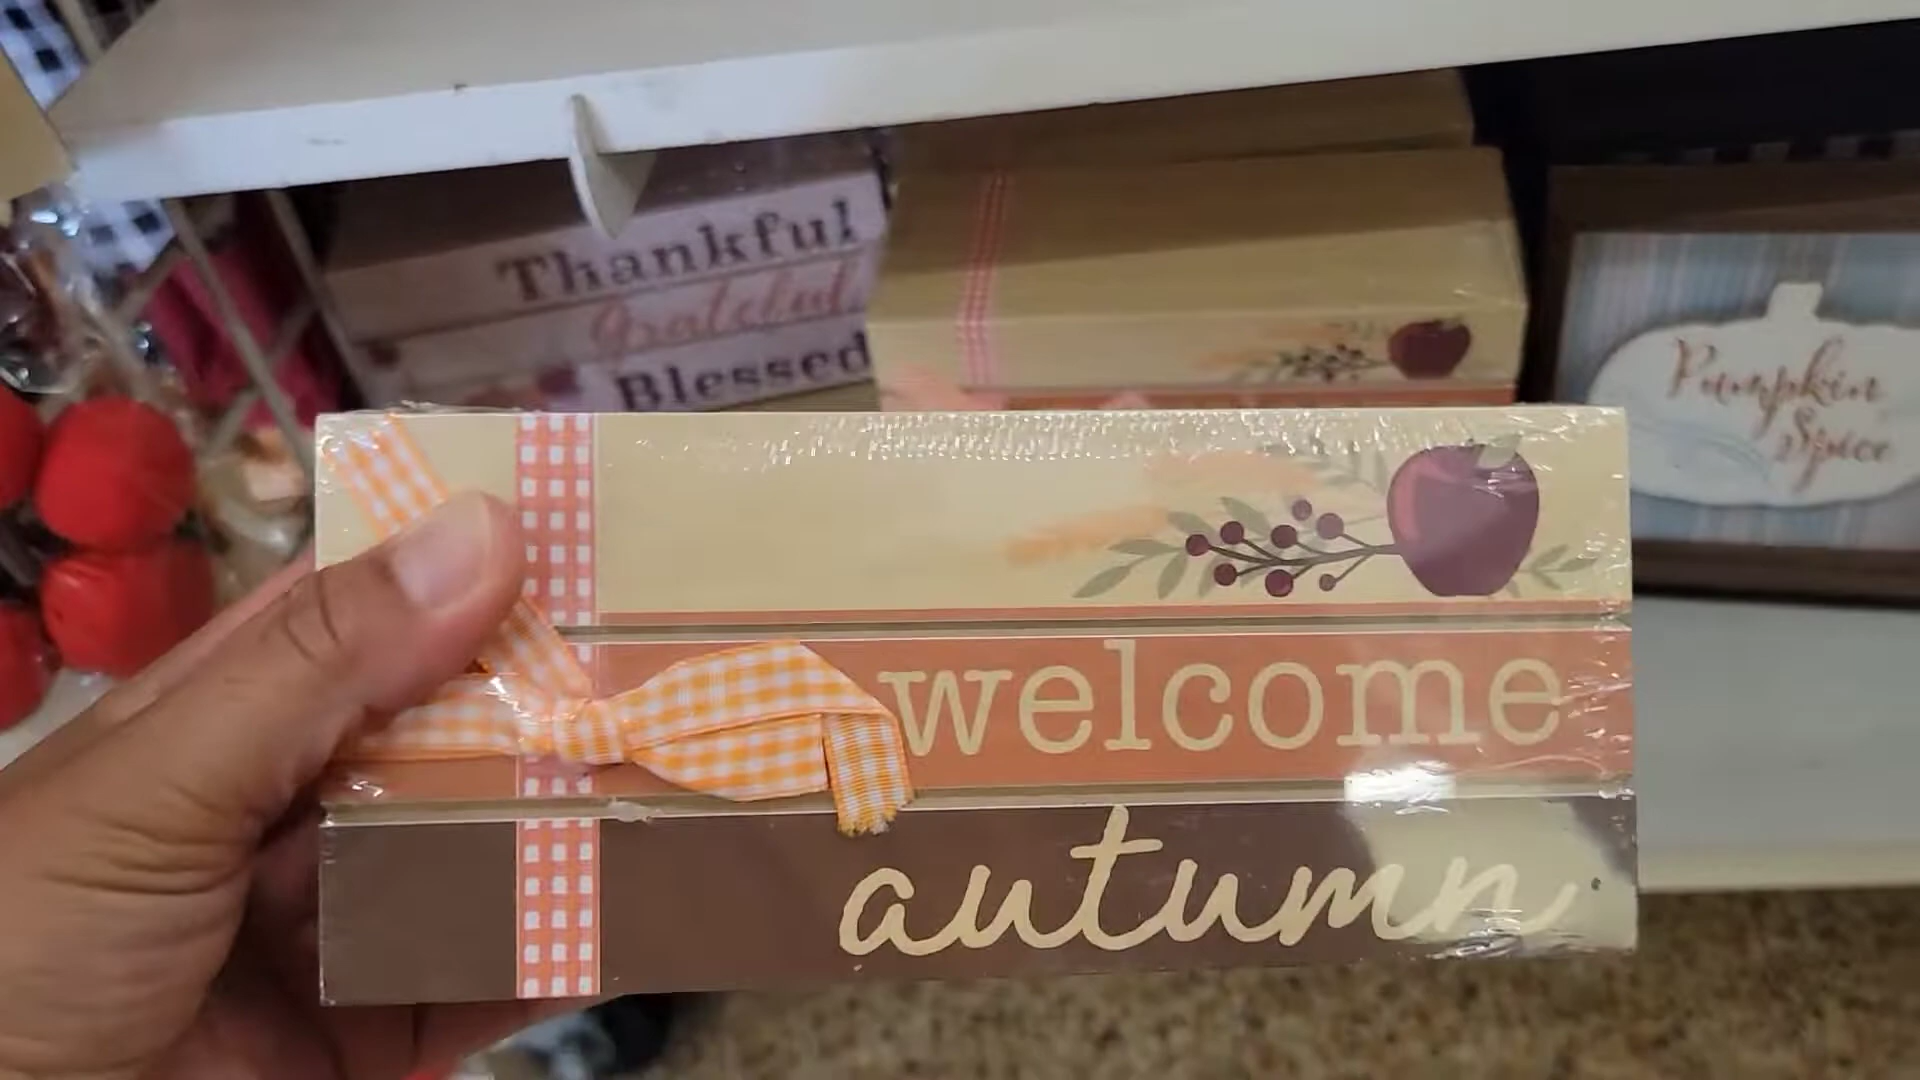 Thankful
Grateful
Blessed
Pumpkin
Spice
welcome
autumn